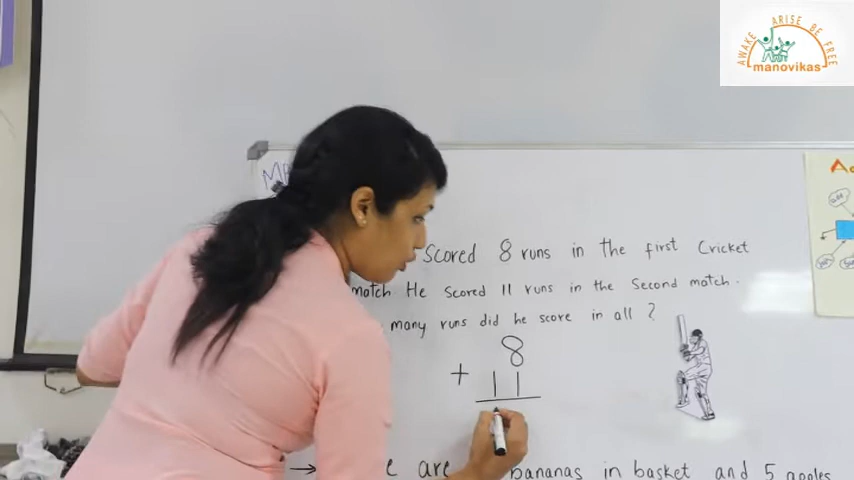 AWAKE ARISE BE FREE
manovikas
scored 8 runs in the first Cricket
match. He scored 11 runs in the Second match.
many runs did he score in all ?
8
+ 11
→ are bananas in basket and 5 apples